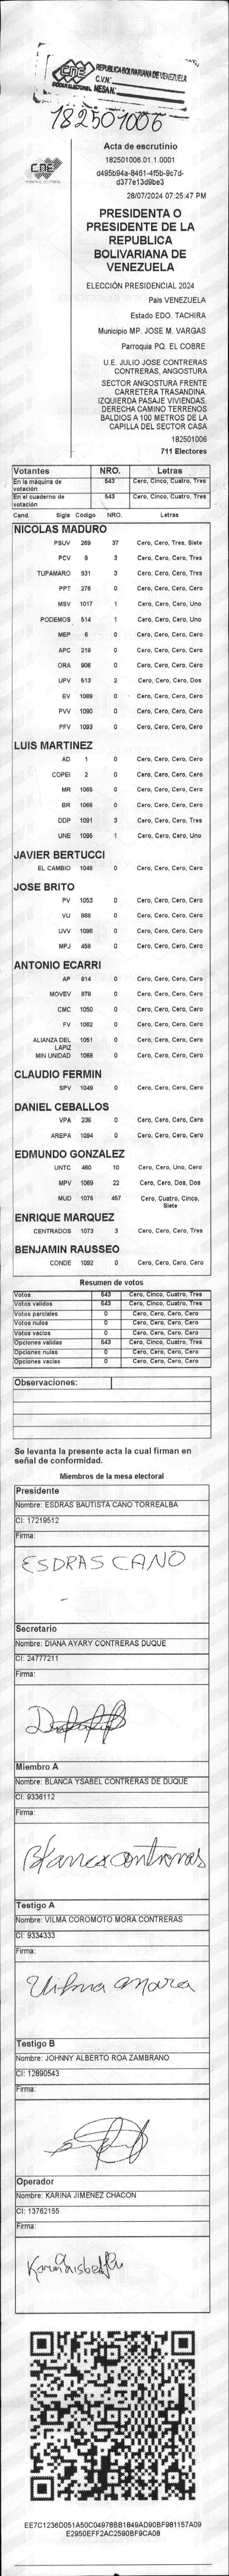 CNE
REPUBLICA BOLIVARIANA DE VENEZUELA
C.V.N°
MESA N°
182501006
CNE
Acta de escrutinio
182501006.01.1.0001
d495b94a-8461-4f5b-9c7d-
d377e13d9be3
28/07/2024 07:25:47 PM
PRESIDENTA O
PRESIDENTE DE LA
REPUBLICA
BOLIVARIANA DE
VENEZUELA
ELECCIÓN PRESIDENCIAL 2024
Pais VENEZUELA
Estado EDO. TACHIRA
Municipio MP. JOSE M. VARGAS
Parroquia PQ. EL COBRE
U.E. JULIO JOSE CONTRERAS
CONTRERAS, ANGOSTURA
SECTOR ANGOSTURA FRENTE
CARRETERA TRASANDINA.
IZQUIERDA PASAJE VIVIENDAS.
DERECHA CAMINO TERRENOS
BALDIOS A 100 METROS DE LA
CAPILLA DEL SECTOR CASA
182501006
711 Electores
Votantes NRO. Letras
En la máquina de votación 543 Cero, Cinco, Cuatro, Tres
En el cuaderno de votación 543 Cero, Cinco, Cuatro, Tres
Cand. Sigla Código NRO. Letras
NICOLAS MADURO
PSUV 269 37 Cero, Cero, Tres, Siete
PCV 9 3 Cero, Cero, Cero, Tres
TUPAMARO 931 3 Cero, Cero, Cero, Tres
PPT 276 0 Cero, Cero, Cero, Cero
MSV 1017 1 Cero, Cero, Cero, Uno
PODEMOS 514 1 Cero, Cero, Cero, Uno
MEP 6 0 Cero, Cero, Cero, Cero
APC 219 0 Cero, Cero, Cero, Cero
ORA 906 0 Cero, Cero, Cero, Cero
UPV 613 2 Cero, Cero, Cero, Dos
EV 1089 0 Cero, Cero, Cero, Cero
PVV 1090 0 Cero, Cero, Cero, Cero
PFV 1093 0 Cero, Cero, Cero, Cero
LUIS MARTINEZ
AD 1 0 Cero, Cero, Cero, Cero
COPEI 2 0 Cero, Cero, Cero, Cero
MR 1065 0 Cero, Cero, Cero, Cero
BR 1066 0 Cero, Cero, Cero, Cero
DDP 1091 3 Cero, Cero, Cero, Tres
UNE 1095 1 Cero, Cero, Cero, Uno
JAVIER BERTUCCI
EL CAMBIO 1048 0 Cero, Cero, Cero, Cero
JOSE BRITO
PV 1053 0 Cero, Cero, Cero, Cero
VU 868 0 Cero, Cero, Cero, Cero
UVV 1096 0 Cero, Cero, Cero, Cero
MPJ 458 0 Cero, Cero, Cero, Cero
ANTONIO ECARRI
AP 814 0 Cero, Cero, Cero, Cero
MOVEV 878 0 Cero, Cero, Cero, Cero
CMC 1050 0 Cero, Cero, Cero, Cero
FV 1062 0 Cero, Cero, Cero, Cero
ALIANZA DEL LAPIZ 1051 0 Cero, Cero, Cero, Cero
MIN UNIDAD 1068 0 Cero, Cero, Cero, Cero
CLAUDIO FERMIN
SPV 1049 0 Cero, Cero, Cero, Cero
DANIEL CEBALLOS
VPA 236 0 Cero, Cero, Cero, Cero
AREPA 1094 0 Cero, Cero, Cero, Cero
EDMUNDO GONZALEZ
UNTC 460 10 Cero, Cero, Uno, Cero
MPV 1069 22 Cero, Cero, Dos, Dos
MUD 1075 457 Cero, Cuatro, Cinco, Siete
ENRIQUE MARQUEZ
CENTRADOS 1073 3 Cero, Cero, Cero, Tres
BENJAMIN RAUSSEO
CONDE 1092 0 Cero, Cero, Cero, Cero
Resumen de votos
Votos 543 Cero, Cinco, Cuatro, Tres
Votos validos 543 Cero, Cinco, Cuatro, Tres
Votos parciales 0 Cero, Cero, Cero, Cero
Votos nulos 0 Cero, Cero, Cero, Cero
Votos vacios 0 Cero, Cero, Cero, Cero
Opciones validas 543 Cero, Cinco, Cuatro, Tres
Opciones nulas 0 Cero, Cero, Cero, Cero
Opciones vacias 0 Cero, Cero, Cero, Cero
Observaciones:
Se levanta la presente acta la cual firman en
señal de conformidad.
Miembros de la mesa electoral
Presidente
Nombre: ESDRAS BAUTISTA CANO TORREALBA
CI: 17219512
Firma:
ESDRAS CANO
Secretario
Nombre: DIANA AYARY CONTRERAS DUQUE
CI: 24777211
Firma:
Miembro A
Nombre: BLANCA YSABEL CONTRERAS DE DUQUE
CI: 9336112
Firma:
Blanca contreras
Testigo A
Nombre: VILMA COROMOTO MORA CONTRERAS
CI: 9334333
Firma:
Vilma Mora
Testigo B
Nombre: JOHNNY ALBERTO ROA ZAMBRANO
CI: 12890543
Firma:
Operador
Nombre: KARINA JIMENEZ CHACON
CI: 13762155
Firma:
EE7C1236D051A50C04978BB1849AD90BF981157A09
E2950EFF2AC2590BF9CA08